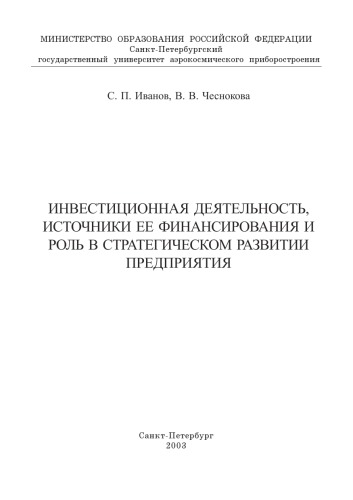 МИНИСТЕРСТВО ОБРАЗОВАНИЯ РОССИЙСКОЙ ФЕДЕРАЦИИ
Санкт-Петербургский
государственный университет аэрокосмического приборостроения
С. П. Иванов, В. В. Чеснокова
ИНВЕСТИЦИОННАЯ ДЕЯТЕЛЬНОСТЬ,
ИСТОЧНИКИ ЕЕ ФИНАНСИРОВАНИЯ И
РОЛЬ В СТРАТЕГИЧЕСКОМ РАЗВИТИИ
ПРЕДПРИЯТИЯ
Санкт-Петербург
2003